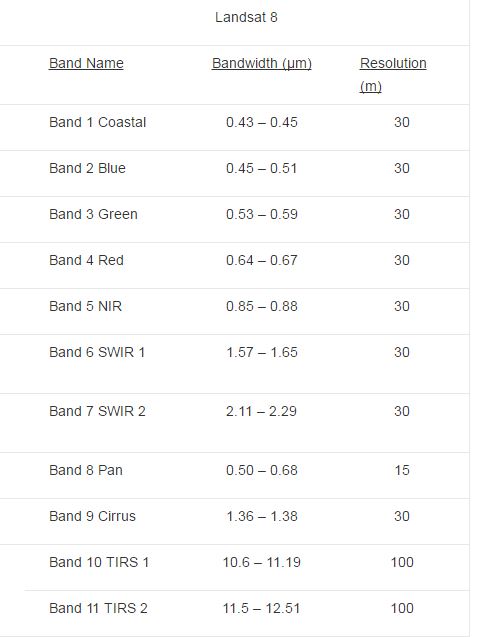 Landsat 8
Band Name Bandwidth (µm) Resolution
(m)
Band 1 Coastal 0.43 – 0.45 30
Band 2 Blue 0.45 – 0.51 30
Band 3 Green 0.53 – 0.59 30
Band 4 Red 0.64 – 0.67 30
Band 5 NIR 0.85 – 0.88 30
Band 6 SWIR 1 1.57 – 1.65 30
Band 7 SWIR 2 2.11 – 2.29 30
Band 8 Pan 0.50 – 0.68 15
Band 9 Cirrus 1.36 – 1.38 30
Band 10 TIRS 1 10.6 – 11.19 100
Band 11 TIRS 2 11.5 – 12.51 100